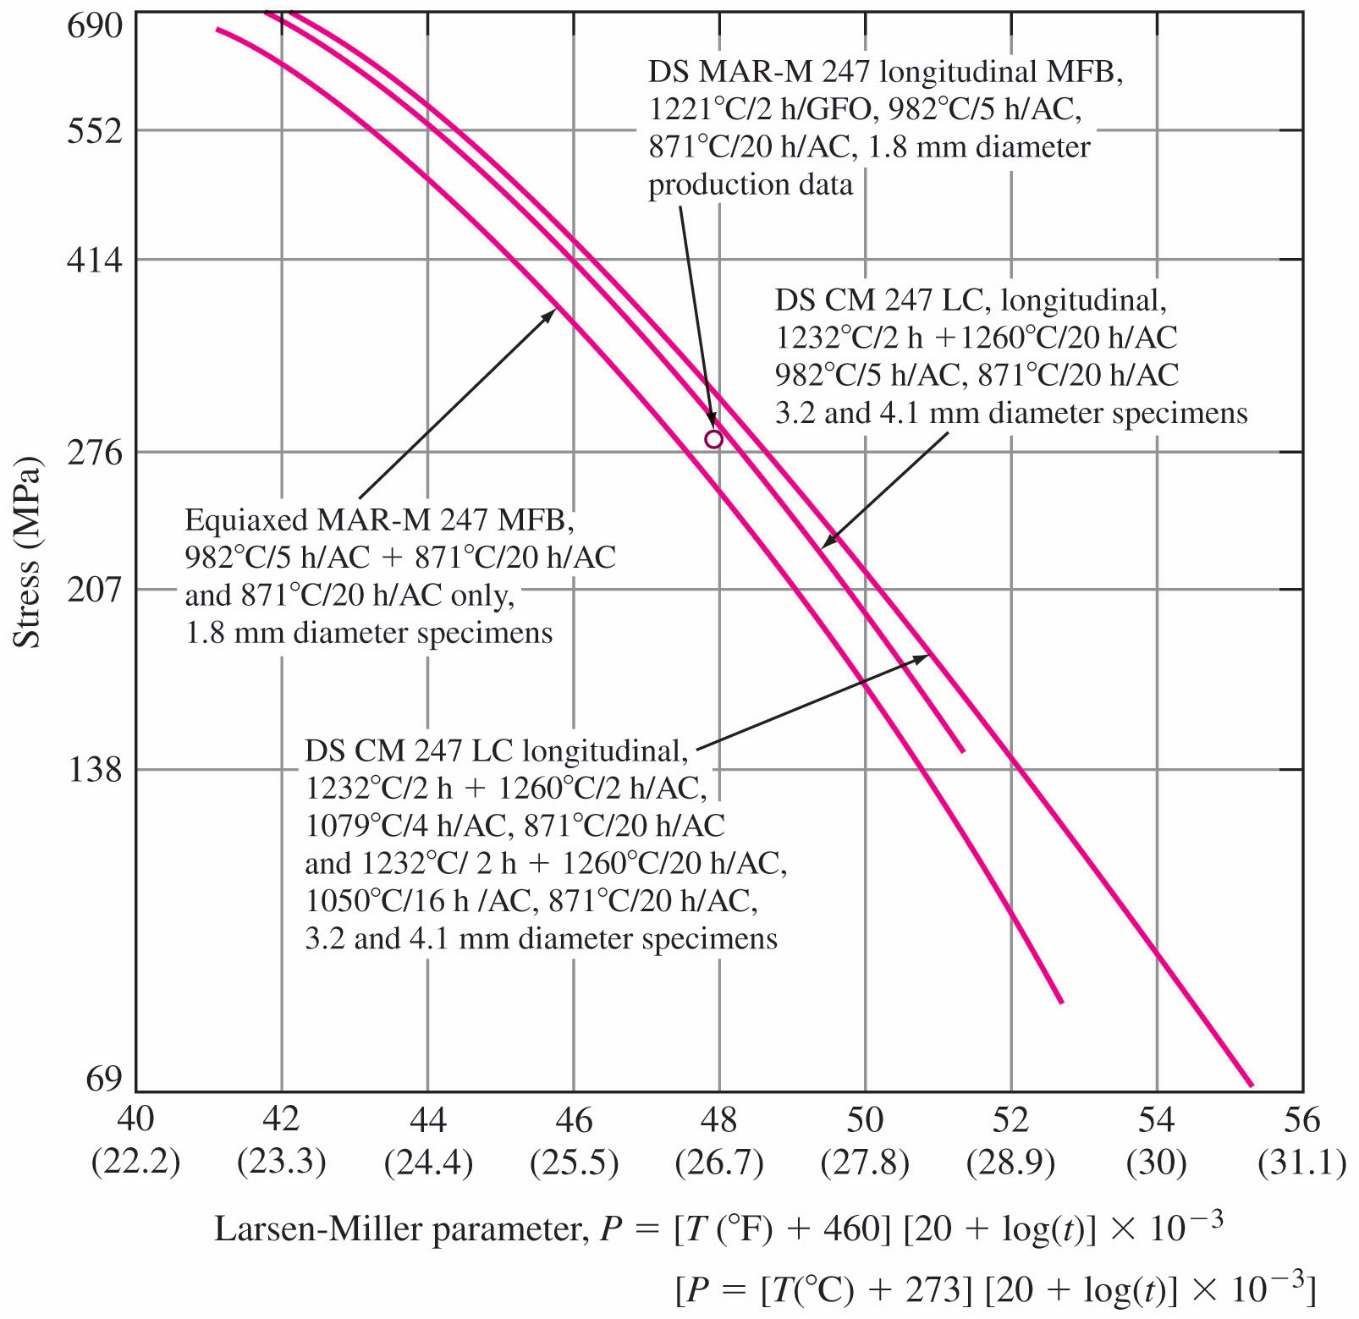 690
552
414
276
207
138
69
Stress (MPa)
DS MAR-M 247 longitudinal MFB,
1221°C/2 h/GFO, 982°C/5 h/AC,
871°C/20 h/AC, 1.8 mm diameter
production data
DS CM 247 LC, longitudinal,
1232°C/2 h +1260°C/20 h/AC
982°C/5 h/AC, 871°C/20 h/AC
3.2 and 4.1 mm diameter specimens
Equiaxed MAR-M 247 MFB,
982°C/5 h/AC + 871°C/20 h/AC
and 871°C/20 h/AC only,
1.8 mm diameter specimens
DS CM 247 LC longitudinal,
1232°C/2 h + 1260°C/2 h/AC,
1079°C/4 h/AC, 871°C/20 h/AC
and 1232°C/ 2 h + 1260°C/20 h/AC,
1050°C/16 h /AC, 871°C/20 h/AC,
3.2 and 4.1 mm diameter specimens
40 42 44 46 48 50 52 54 56
(22.2) (23.3) (24.4) (25.5) (26.7) (27.8) (28.9) (30) (31.1)
Larsen-Miller parameter, P = [T (°F) + 460] [20 + log(t)] × 10⁻³
[P = [T(°C) + 273] [20 + log(t)] × 10⁻³]